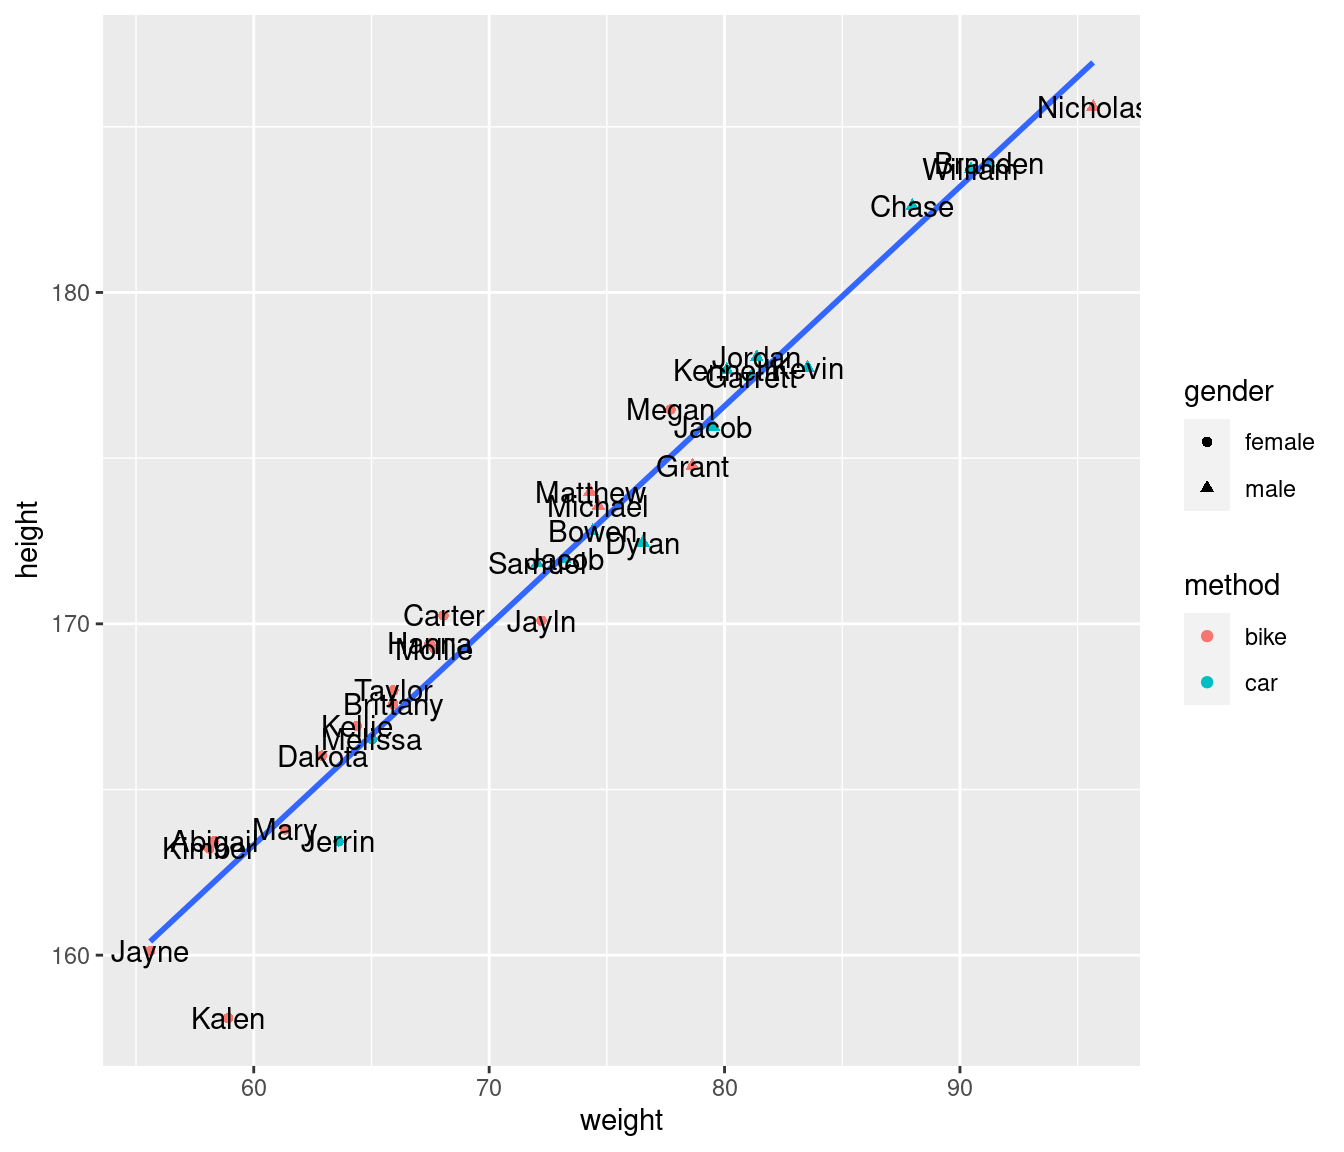 Nicholas
Branden
William
Chase
180
Jordan
Kenneth
Kevin
Garrett
gender
Megan
Jacob
female
Grant
male
Matthew
Michael
Bowen
Dylan
height
Jacob
Samuel
method
Carter
170
Jayln
bike
Hanna
Mollie
car
Taylor
Brittany
Kellie
Melissa
Dakota
Mary
Abigail
Jerrin
Kimber
Jayne
160
Kalen
60 70 80 90
weight